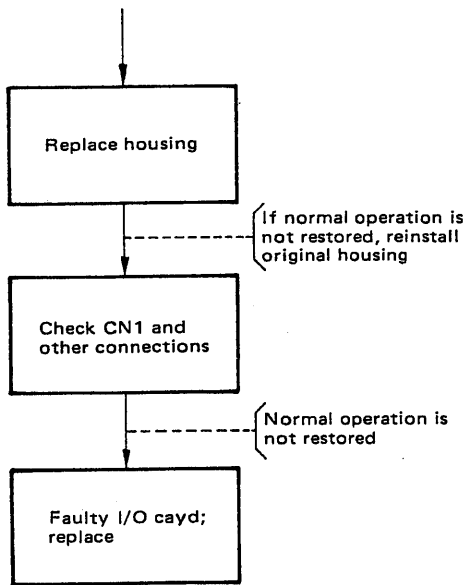 Replace housing
If normal operation is
not restored, reinstall
original housing
Check CN1 and
other connections
Normal operation is
not restored
Faulty I/O cayd;
replace